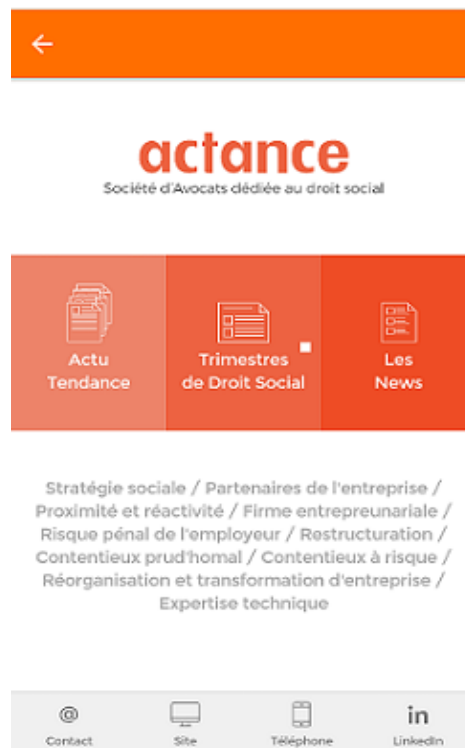 actance
Société d'Avocats dédiée au droit social
Actu
Tendance
Trimestres
de Droit Social
Les
News
Stratégie sociale / Partenaires de l'entreprise /
Proximité et réactivité / Firme entrepreunariale /
Risque pénal de l'employeur / Restructuration /
Contentieux prud'homal / Contentieux à risque /
Réorganisation et transformation d'entreprise /
Expertise technique
@
in
Contact
Site
Téléphone
LinkedIn